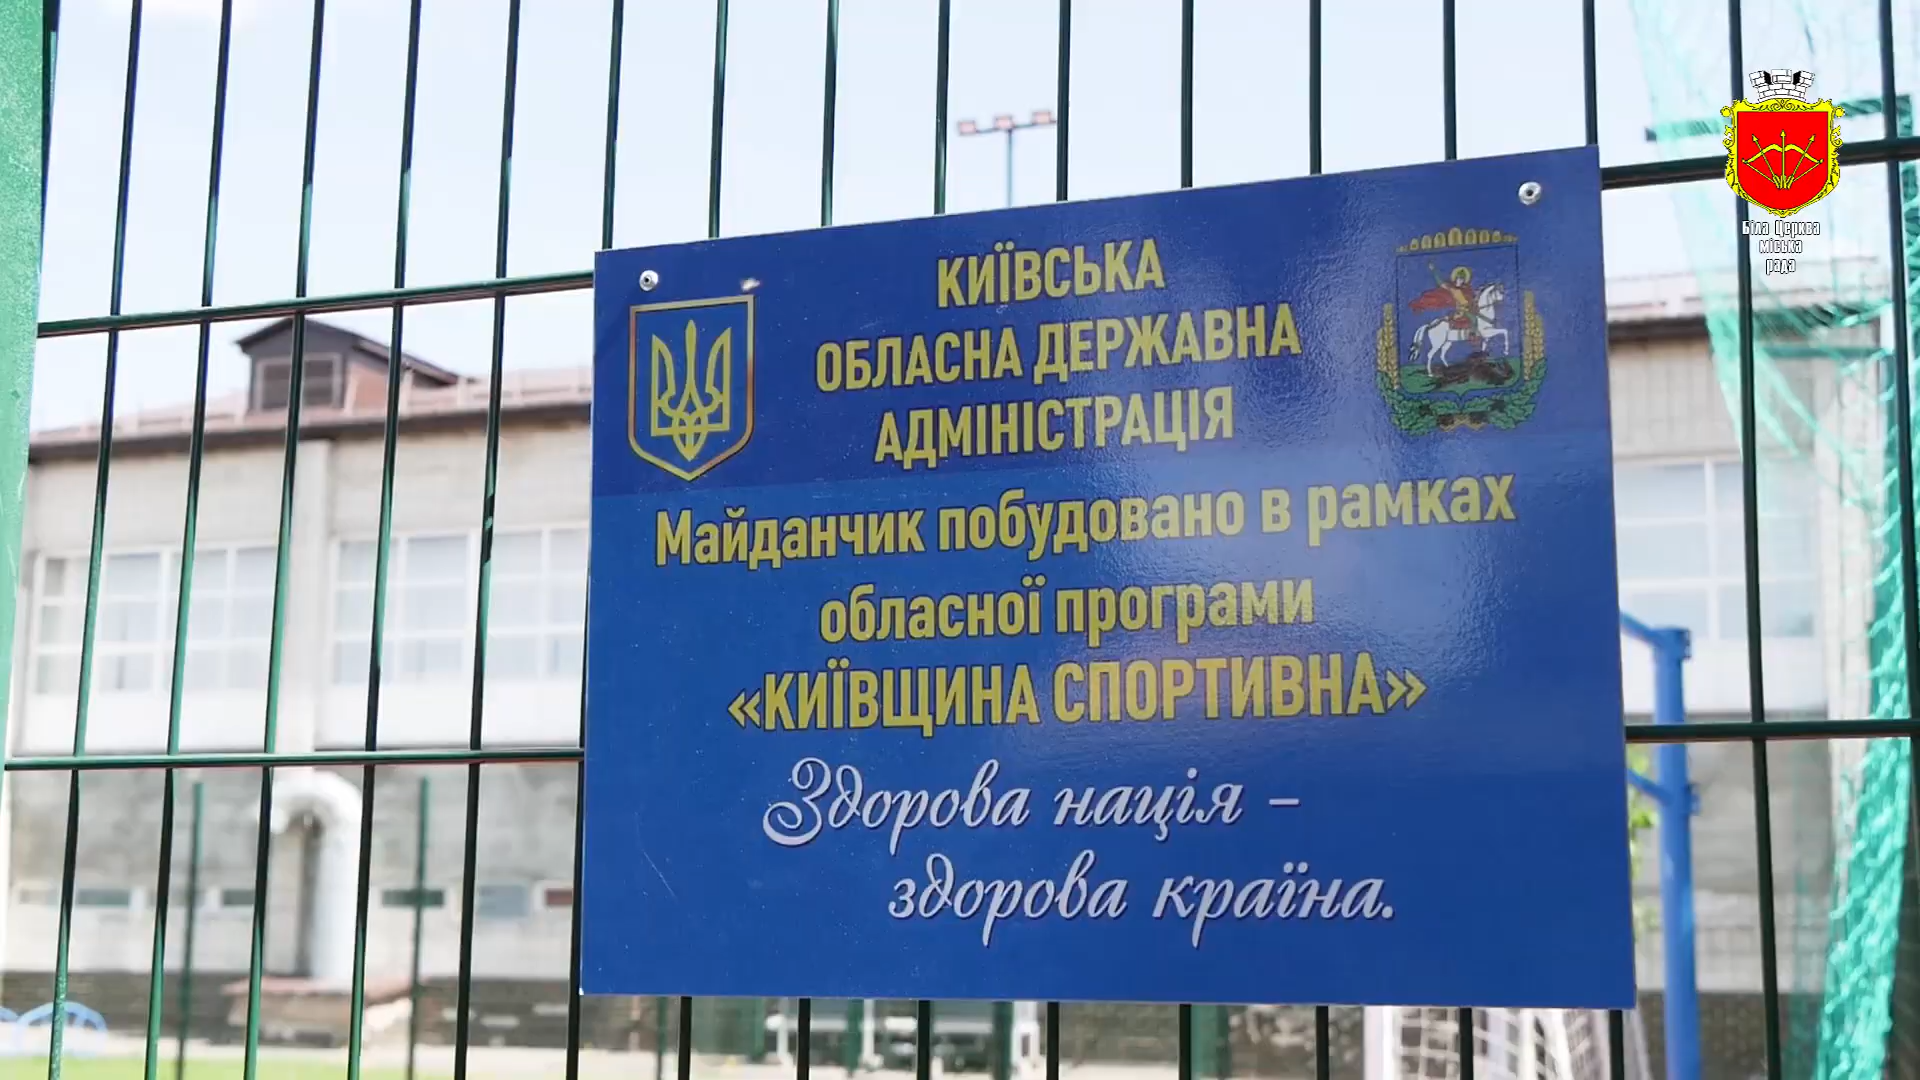 КИЇВСЬКА
ОБЛАСНА ДЕРЖАВНА
АДМІНІСТРАЦІЯ
Майданчик побудовано в рамках
обласної програми
«КИЇВЩИНА СПОРТИВНА»
Здорова нація –
здорова країна.
Біла Церква
міська
рада